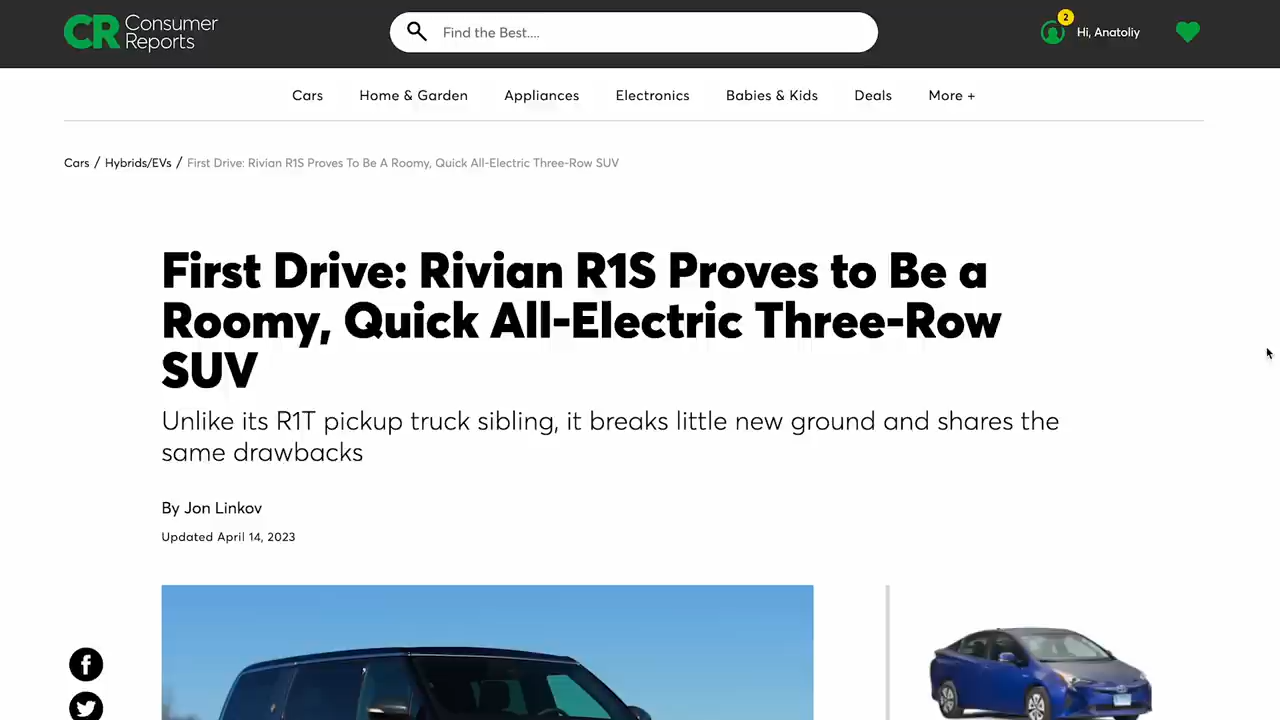 CR Consumer
Reports
Find the Best....
2
Hi, Anatoliy
Cars Home & Garden Appliances Electronics Babies & Kids Deals More +
Cars / Hybrids/EVs / First Drive: Rivian R1S Proves To Be A Roomy, Quick All-Electric Three-Row SUV
First Drive: Rivian R1S Proves to Be a
Roomy, Quick All-Electric Three-Row
SUV
Unlike its R1T pickup truck sibling, it breaks little new ground and shares the
same drawbacks
By Jon Linkov
Updated April 14, 2023